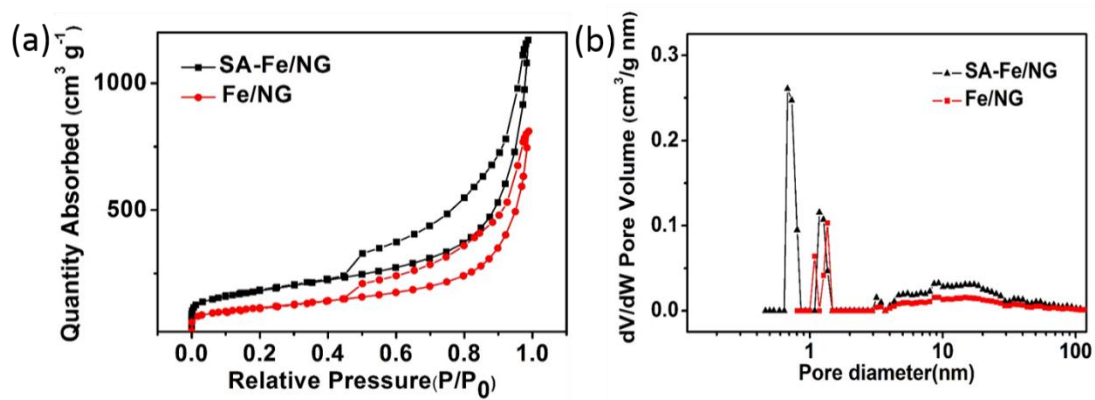 (a)
Quantity Absorbed (cm³ g⁻¹)
1000
500
SA-Fe/NG
Fe/NG
0.0 0.2 0.4 0.6 0.8 1.0
Relative Pressure(P/P₀)
(b)
dV/dW Pore Volume (cm³/g nm)
0.3
0.2
0.1
0.0
SA-Fe/NG
Fe/NG
1 10 100
Pore diameter(nm)